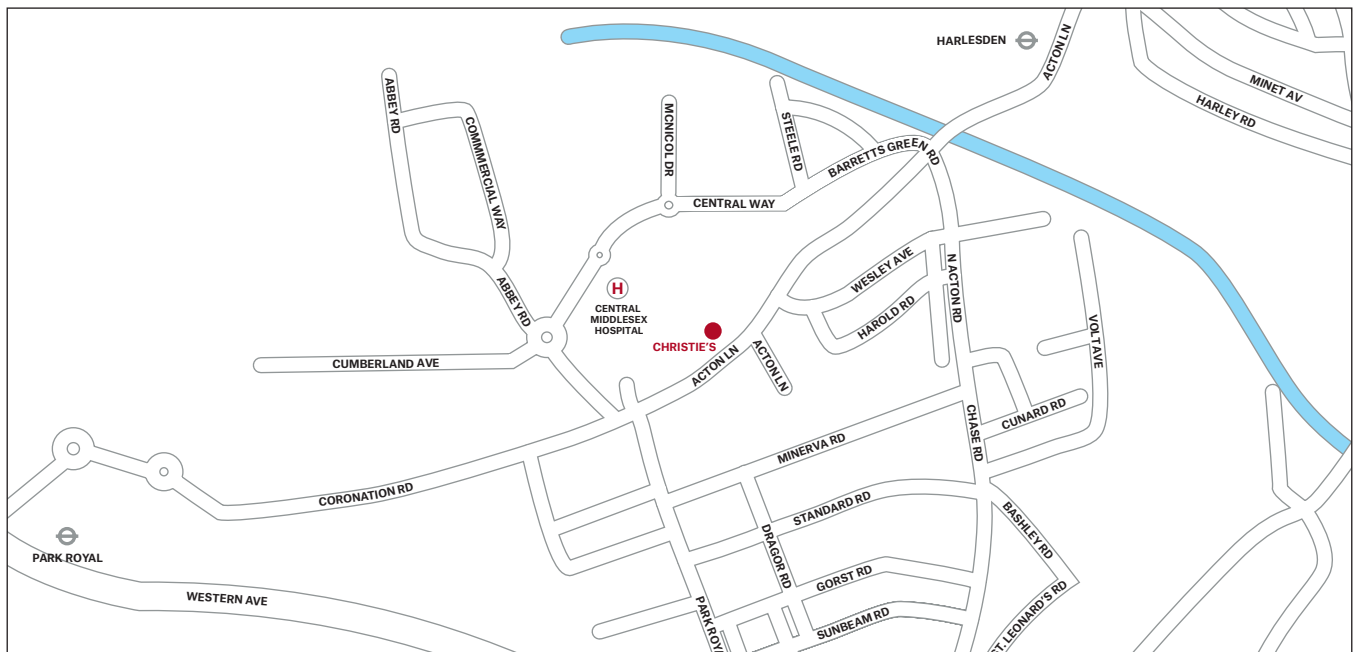 HARLESDEN
ACTON LN
MINET AV
HARLEY RD
ABBEY RD
COMMMERCIAL WAY
MCNICOL DR
STEELE RD
BARRETTS GREEN RD
CENTRAL WAY
ABBEY RD
H
CENTRAL
MIDDLESEX
HOSPITAL
CHRISTIE'S
WESLEY AVE
HAROLD RD
N ACTON RD
VOLT AVE
CUMBERLAND AVE
ACTON LN
ACTON LN
CUNARD RD
CHASE RD
MINERVA RD
CORONATION RD
STANDARD RD
DRAGOR RD
BASHLEY RD
PARK ROYAL
WESTERN AVE
GORST RD
PARK ROYA
SUNBEAM RD
ST. LEONARD'S RD